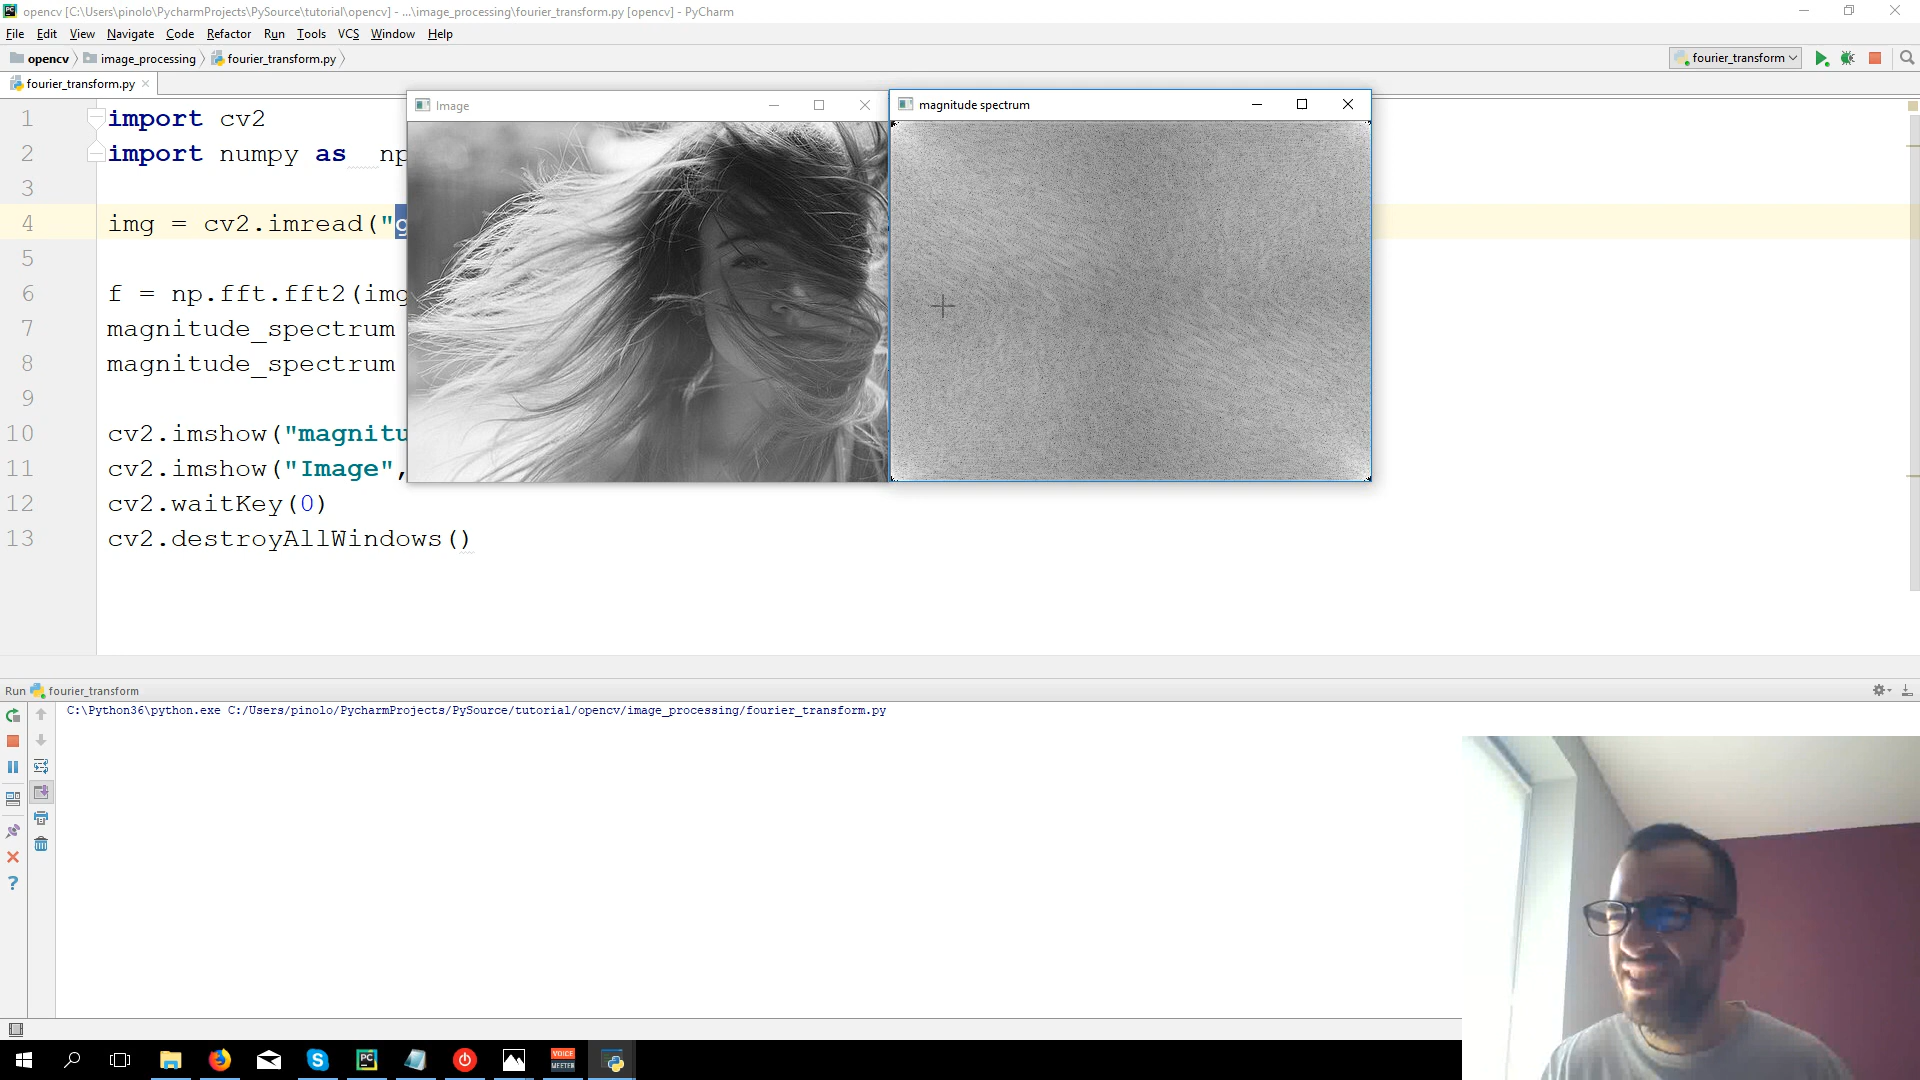 opencv [C:\Users\pinolo\PycharmProjects\PySource\tutorial\opencv] - ...\image_processing\fourier_transform.py [opencv] - PyCharm
File Edit View Navigate Code Refactor Run Tools VCS Window Help
opencv image_processing fourier_transform.py
fourier_transform
fourier_transform.py
Image
magnitude spectrum
1 import cv2
2 import numpy as np
3
4 img = cv2.imread("g
5
6 f = np.fft.fft2(img
7 magnitude_spectrum
8 magnitude_spectrum
9
10 cv2.imshow("magnitu
11 cv2.imshow("Image",
12 cv2.waitKey(0)
13 cv2.destroyAllWindows()
Run fourier_transform
C:\Python36\python.exe C:/Users/pinolo/PycharmProjects/PySource/tutorial/opencv/image_processing/fourier_transform.py
VOICE
MEETER